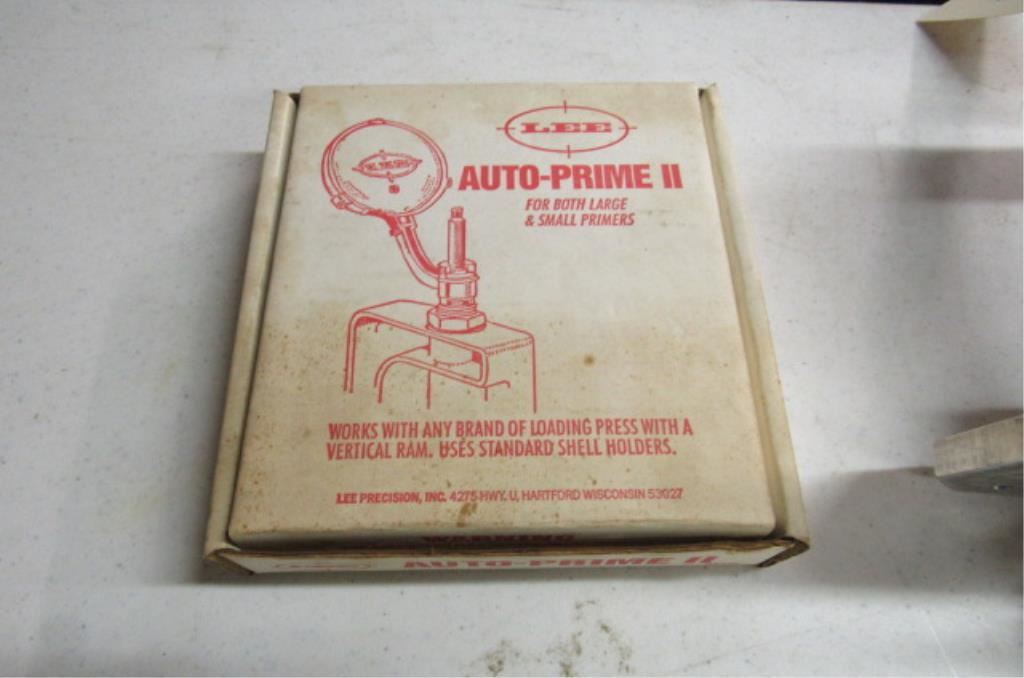 LEE
AUTO-PRIME II
FOR BOTH LARGE
& SMALL PRIMERS
WORKS WITH ANY BRAND OF LOADING PRESS WITH A
VERTICAL RAM. USES STANDARD SHELL HOLDERS.
LEE PRECISION, INC. 4275 HWY. U, HARTFORD WISCONSIN 53027
WARNING
AUTO-PRIME II